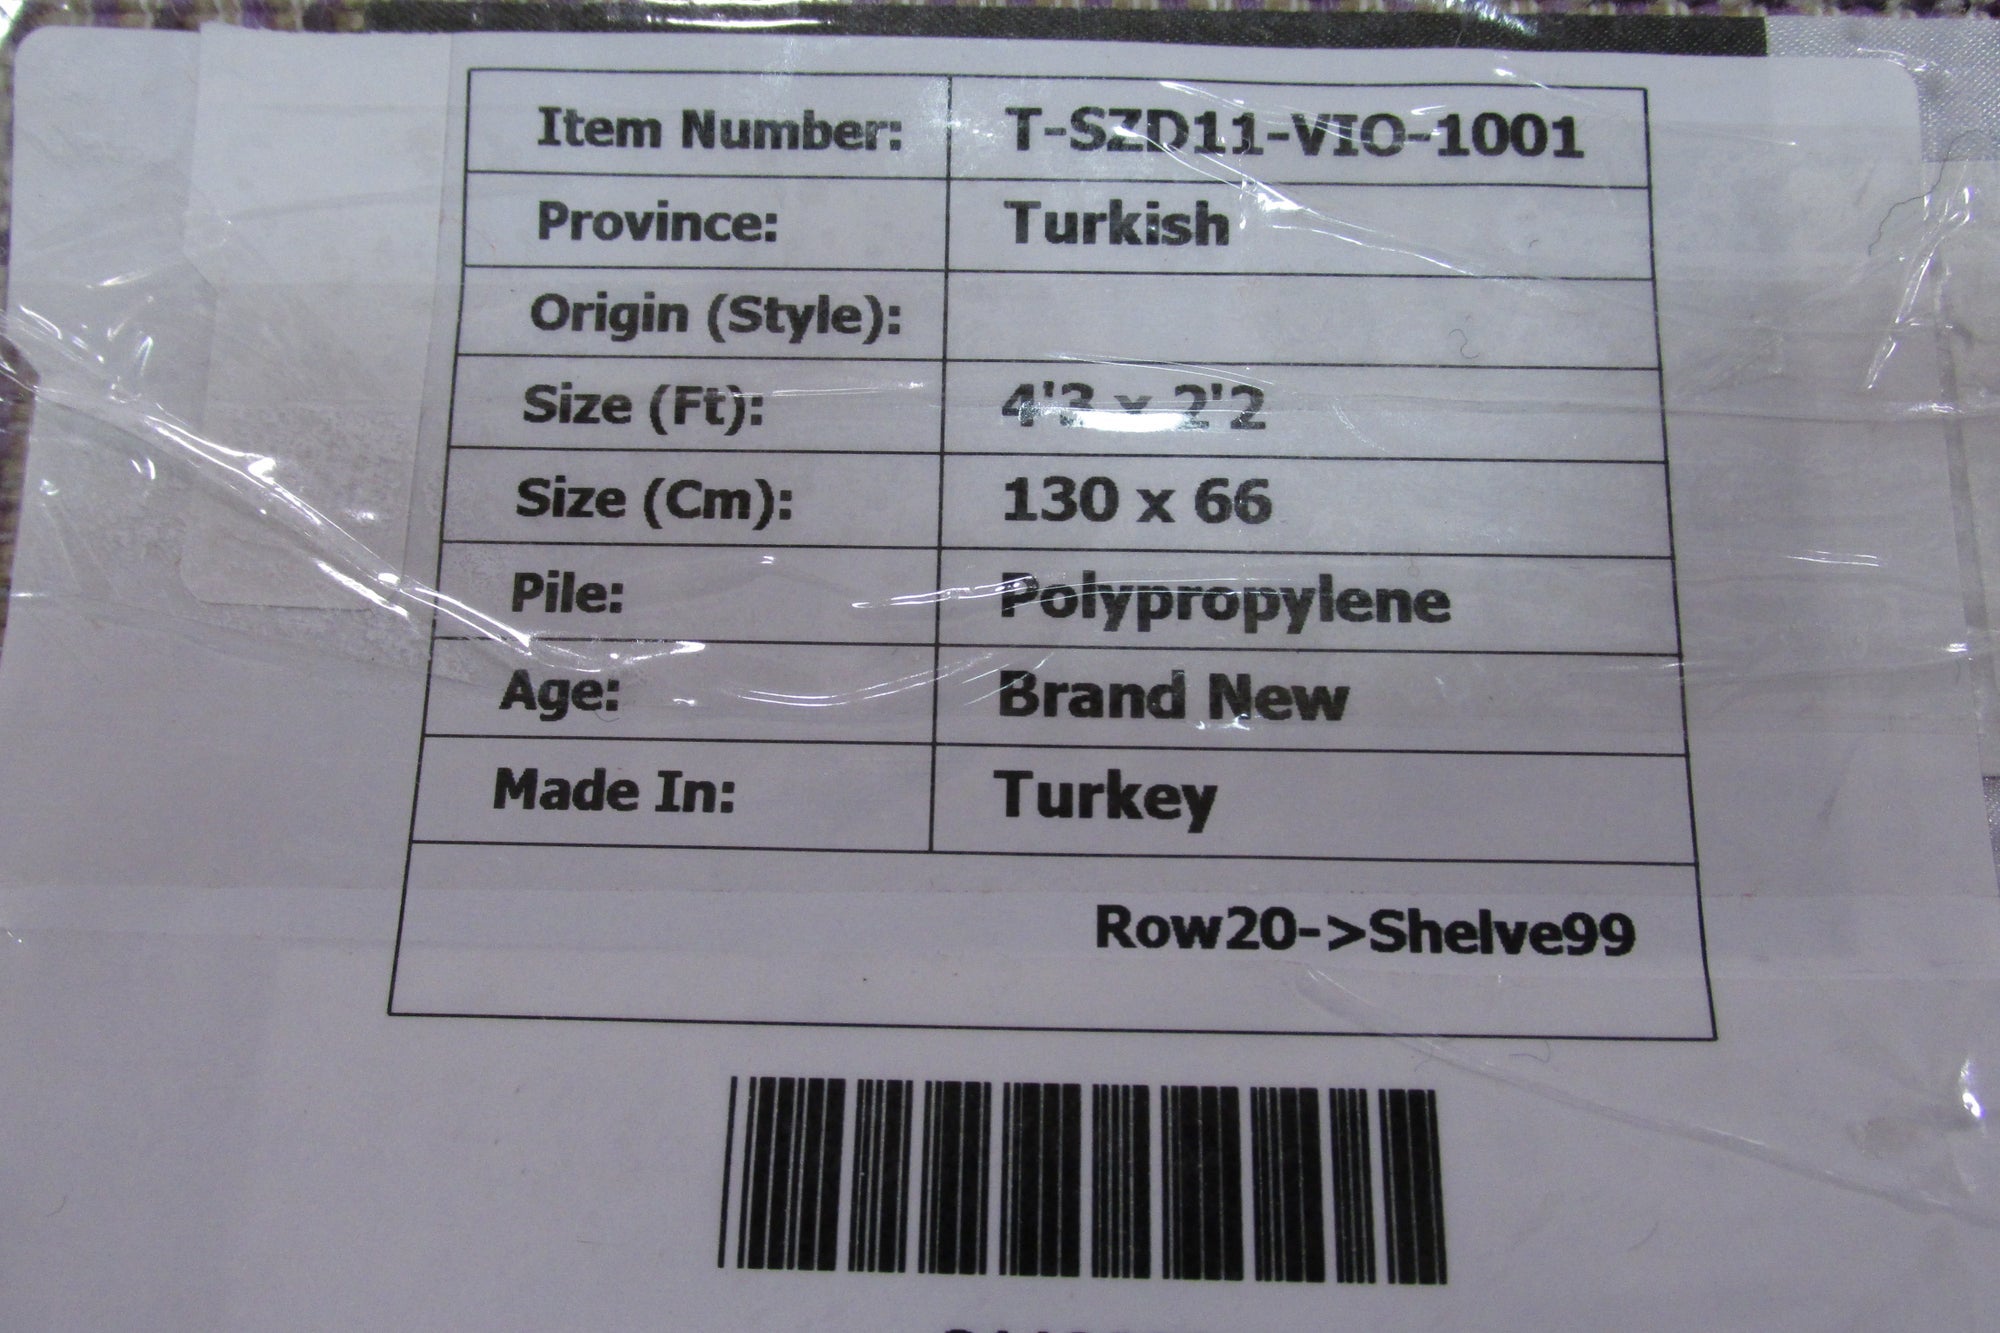 Item Number: T-SZD11-VIO-1001
Province: Turkish
Origin (Style):
Size (Ft): 4'3 x 2'2
Size (Cm): 130 x 66
Pile: Polypropylene
Age: Brand New
Made In: Turkey
Row20->Shelve99